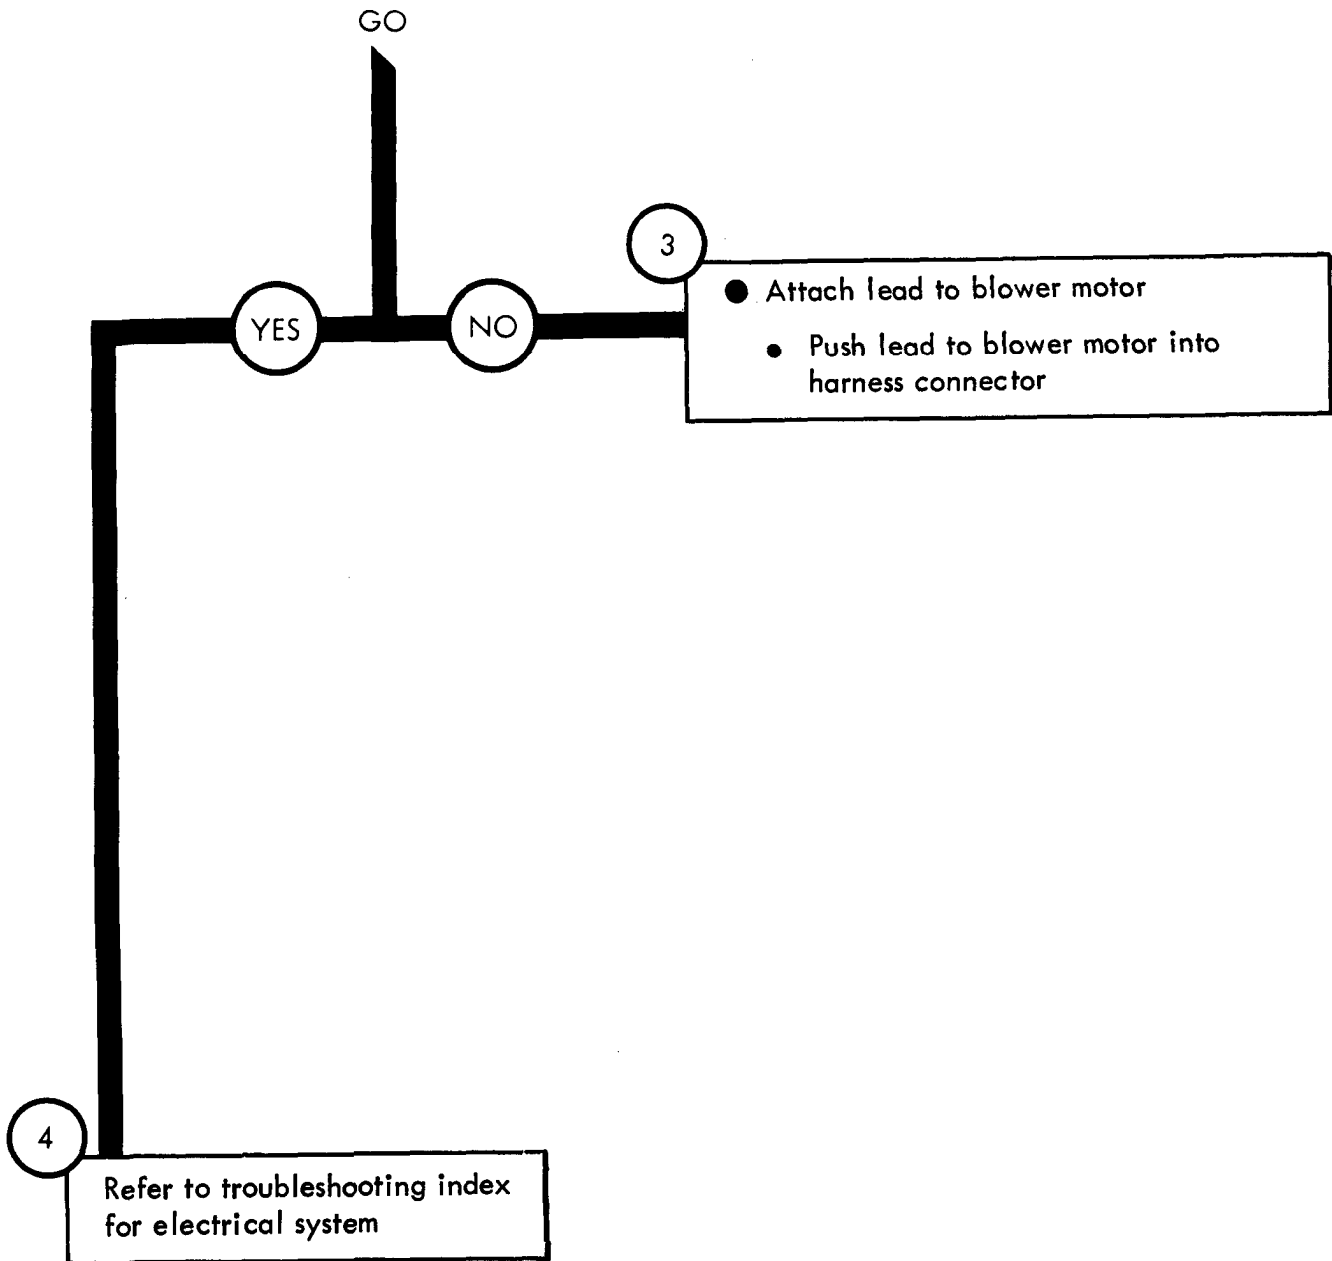 GO
YES
NO
3
● Attach lead to blower motor
● Push lead to blower motor into
harness connector
4
Refer to troubleshooting index
for electrical system